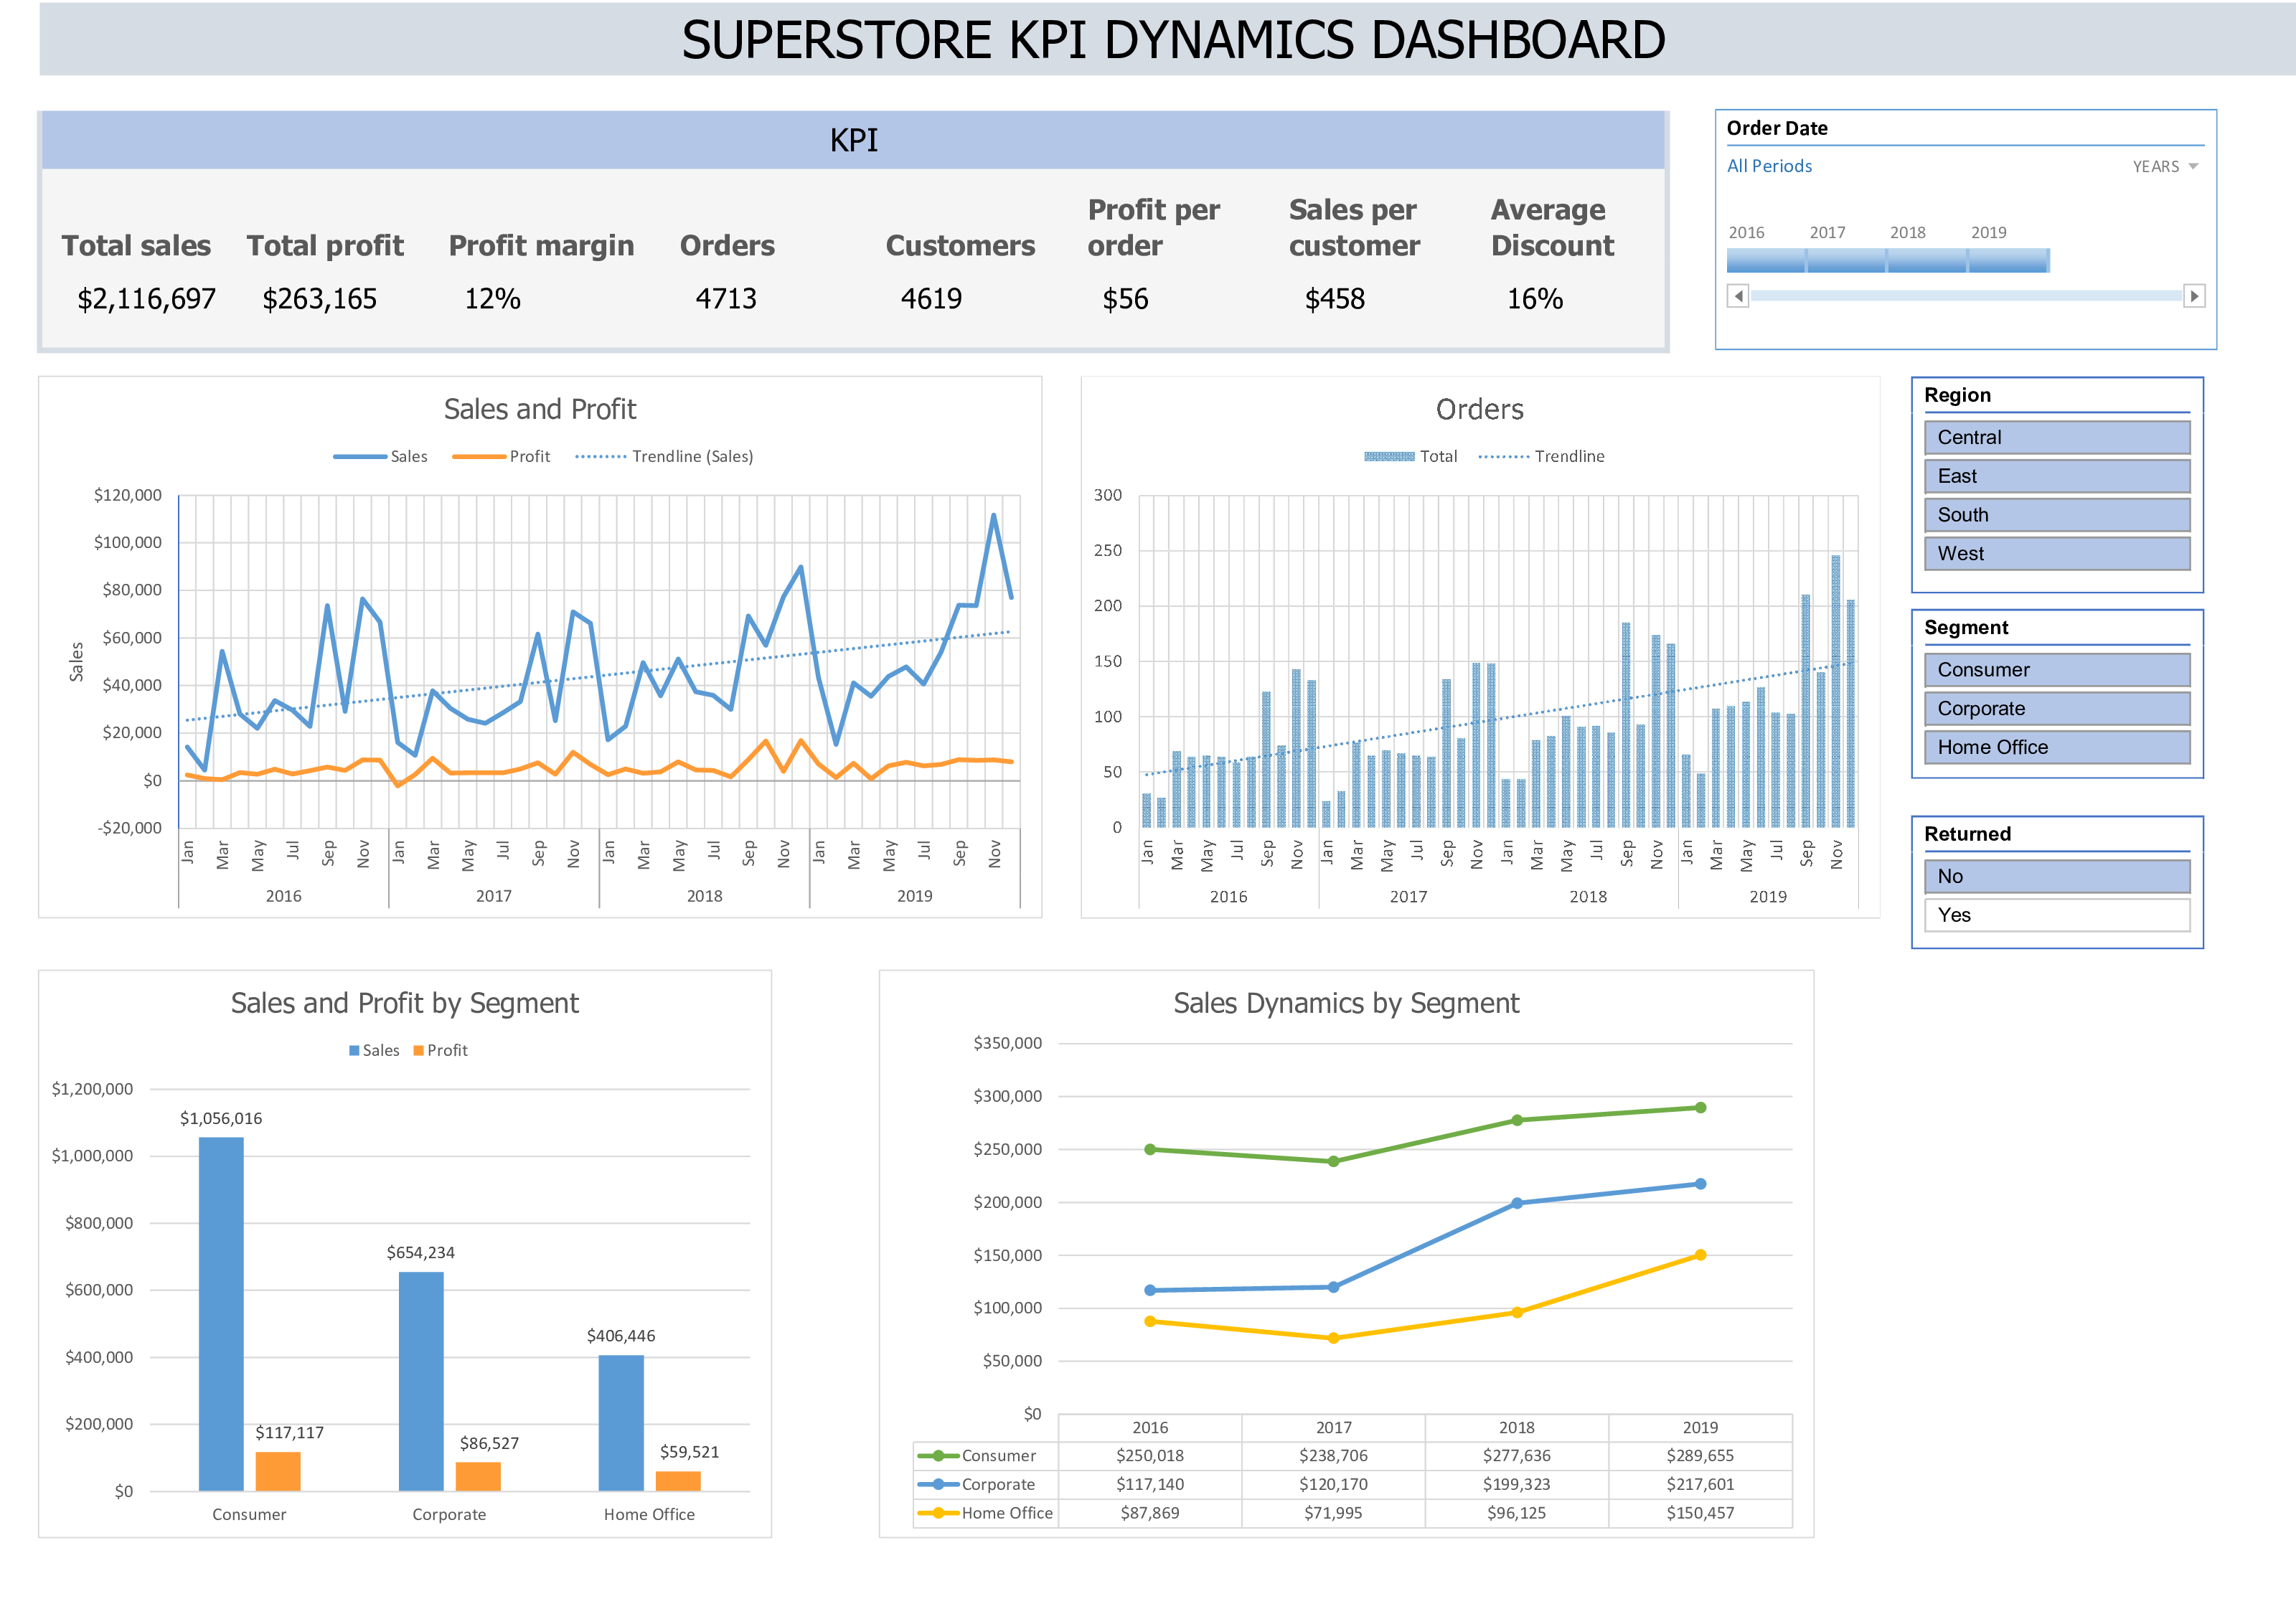 SUPERSTORE KPI DYNAMICS DASHBOARD
KPI
Total sales Total profit Profit margin Orders Customers Profit per order Sales per customer Average Discount
$2,116,697 $263,165 12% 4713 4619 $56 $458 16%
Order Date
All Periods YEARS
2016 2017 2018 2019
Sales and Profit
Sales Profit Trendline (Sales)
$120,000
$100,000
$80,000
$60,000
$40,000
$20,000
$0
-$20,000
Sales
Jan Mar May Jul Sep Nov Jan Mar May Jul Sep Nov Jan Mar May Jul Sep Nov Jan Mar May Jul Sep Nov
2016 2017 2018 2019
Orders
Total Trendline
300
250
200
150
100
50
0
Jan Mar May Jul Sep Nov Jan Mar May Jul Sep Nov Jan Mar May Jul Sep Nov Jan Mar May Jul Sep Nov
2016 2017 2018 2019
Region
Central
East
South
West
Segment
Consumer
Corporate
Home Office
Returned
No
Yes
Sales and Profit by Segment
Sales Profit
$1,200,000
$1,000,000
$800,000
$600,000
$400,000
$200,000
$0
$1,056,016
$117,117
$654,234
$86,527
$406,446
$59,521
Consumer Corporate Home Office
Sales Dynamics by Segment
$350,000
$300,000
$250,000
$200,000
$150,000
$100,000
$50,000
$0
2016 2017 2018 2019
Consumer $250,018 $238,706 $277,636 $289,655
Corporate $117,140 $120,170 $199,323 $217,601
Home Office $87,869 $71,995 $96,125 $150,457